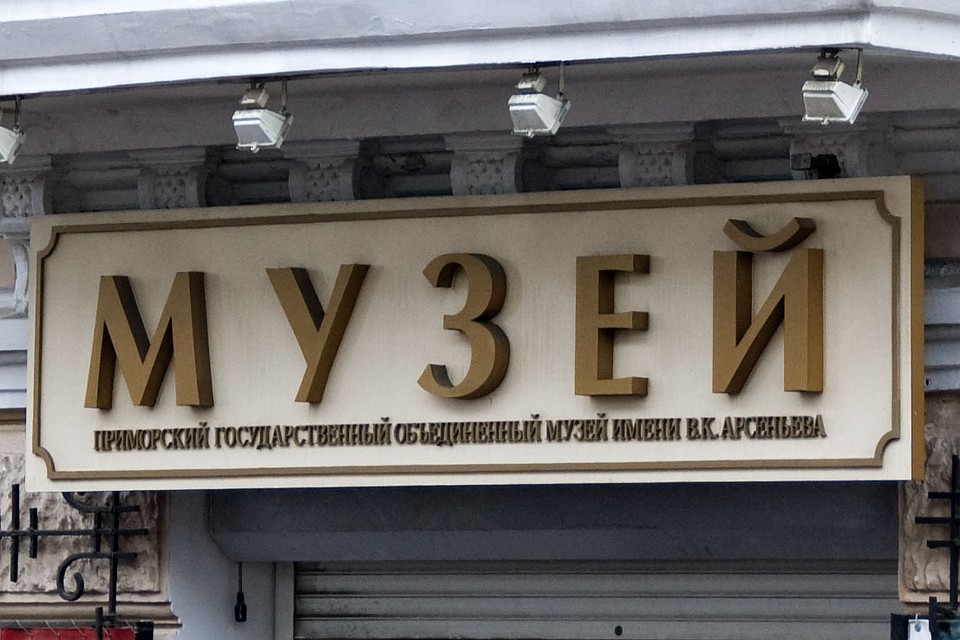 МУЗЕЙ
ПРИМОРСКИЙ ГОСУДАРСТВЕННЫЙ ОБЪЕДИНЕННЫЙ МУЗЕЙ ИМЕНИ В.К. АРСЕНЬЕВА